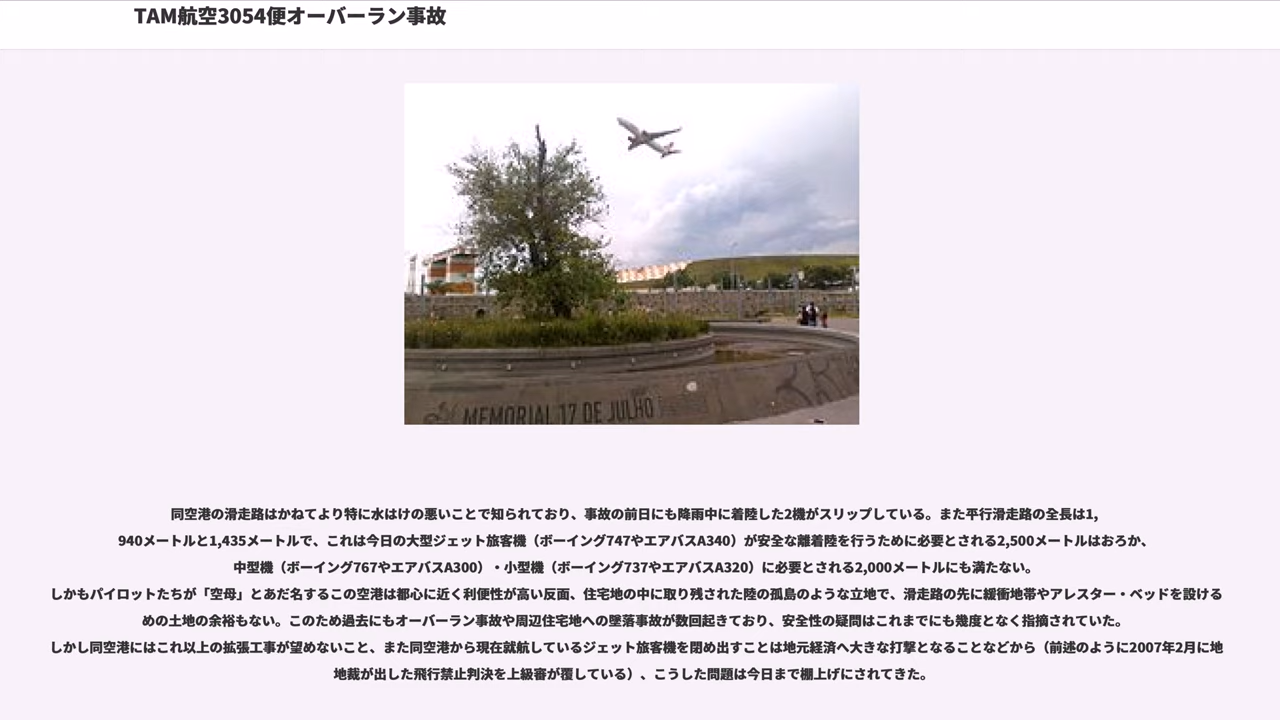 TAM航空3054便オーバーラン事故
MEMORIAL 17 DE JULHO
同空港の滑走路はかねてより特に水はけの悪いことで知られており、事故の前日にも降雨中に着陸した2機がスリップしている。また平行滑走路の全長は1,
940メートルと1,435メートルで、これは今日の大型ジェット旅客機（ボーイング747やエアバスA340）が安全な離着陸を行うために必要とされる2,500メートルはおろか、
中型機（ボーイング767やエアバスA300）・小型機（ボーイング737やエアバスA320）に必要とされる2,000メートルにも満たない。
しかもパイロットたちが「空母」とあだ名するこの空港は都心に近く利便性が高い反面、住宅地の中に取り残された陸の孤島のような立地で、滑走路の先に緩衝地帯やアレスター・ベッドを設ける
めの土地の余裕もない。このため過去にもオーバーラン事故や周辺住宅地への墜落事故が数回起きており、安全性の疑問はこれまでにも幾度となく指摘されていた。
しかし同空港にはこれ以上の拡張工事が望めないこと、また同空港から現在就航しているジェット旅客機を閉め出すことは地元経済へ大きな打撃となることなどから（前述のように2007年2月に地
地裁が出した飛行禁止判決を上級審が覆している）、こうした問題は今日まで棚上げにされてきた。